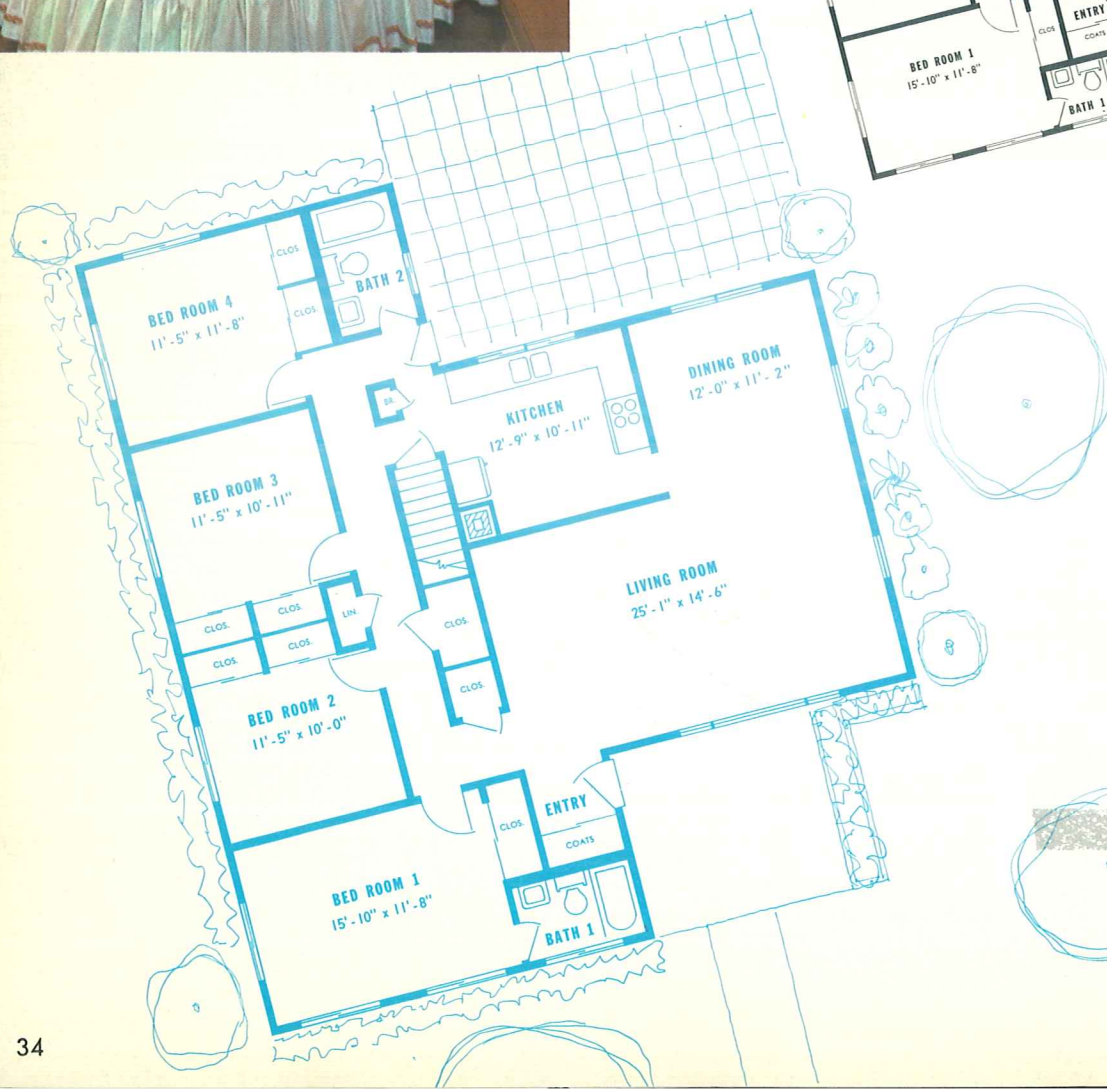 ENTRY
CLOS
COATS
BED ROOM 1
15'-10" x 11'-8"
BATH 1
CLOS
BATH 2
BED ROOM 4
11'-5" x 11'-8"
CLOS.
DINING ROOM
12'-0" x 11'-2"
BR.
KITCHEN
12'-9" x 10'-11"
BED ROOM 3
11'-5" x 10'-11"
LIVING ROOM
25'-1" x 14'-6"
CLOS.
CLOS.
LIN.
CLOS.
CLOS.
CLOS.
CLOS.
BED ROOM 2
11'-5" x 10'-0"
ENTRY
CLOS.
COATS
BED ROOM 1
15'-10" x 11'-8"
BATH 1
34